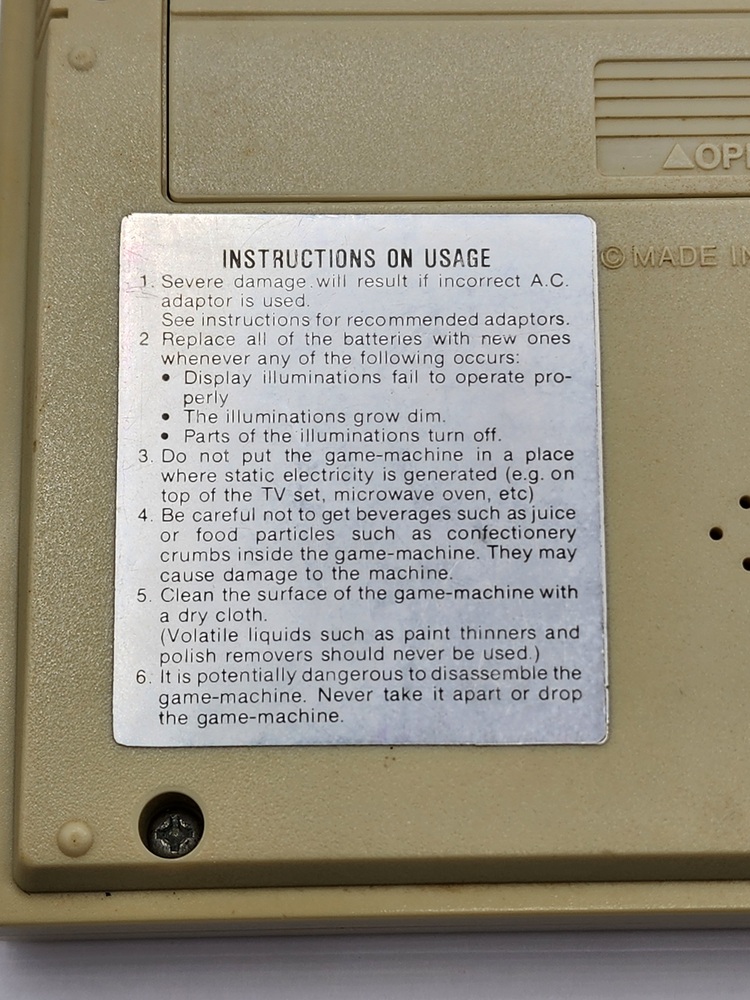 △OP
© MADE IN
INSTRUCTIONS ON USAGE
1. Severe damage will result if incorrect A.C.
adaptor is used.
See instructions for recommended adaptors.
2 Replace all of the batteries with new ones
whenever any of the following occurs:
• Display illuminations fail to operate pro-
perly
• The illuminations grow dim.
• Parts of the illuminations turn off.
3. Do not put the game-machine in a place
where static electricity is generated (e.g. on
top of the TV set, microwave oven, etc)
4. Be careful not to get beverages such as juice
or food particles such as confectionery
crumbs inside the game-machine. They may
cause damage to the machine.
5. Clean the surface of the game-machine with
a dry cloth.
(Volatile liquids such as paint thinners and
polish removers should never be used.)
6. It is potentially dangerous to disassemble the
game-machine. Never take it apart or drop
the game-machine.